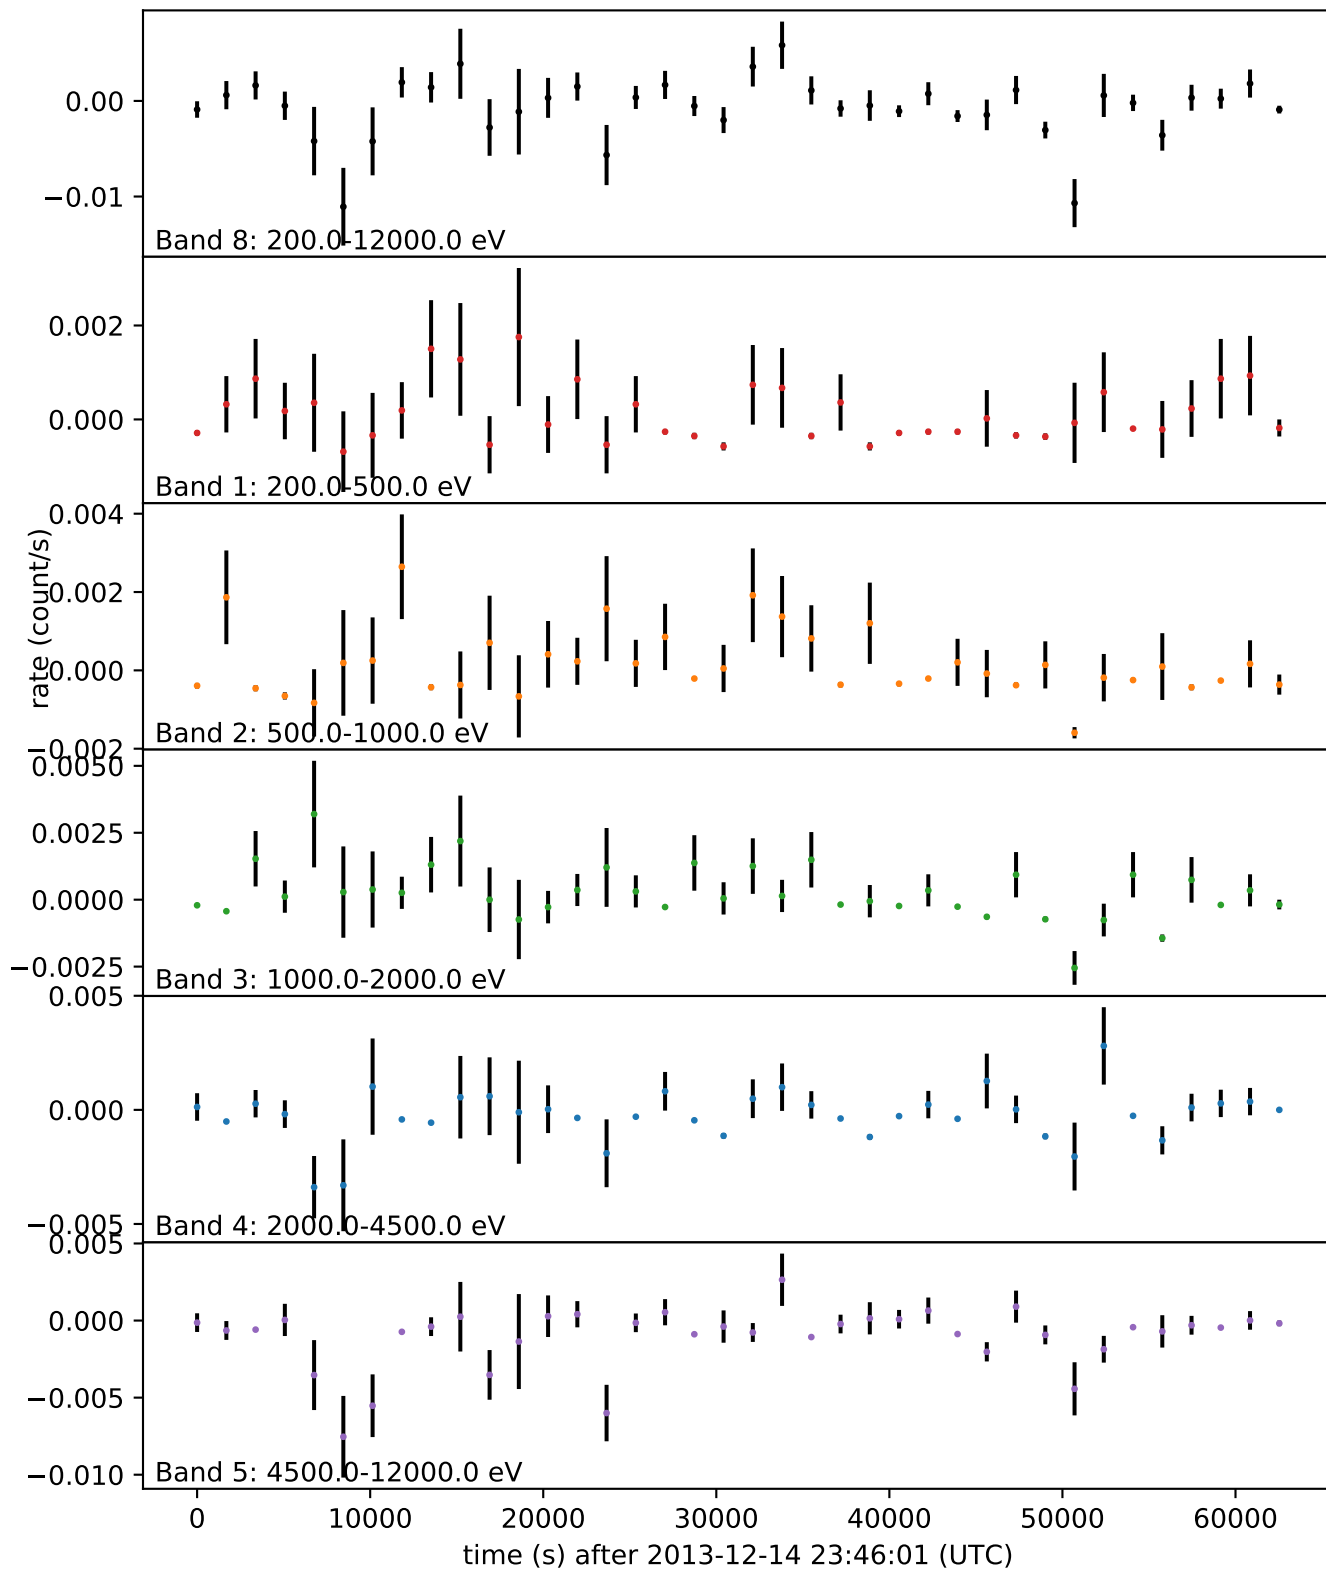 0.00
−0.01
Band 8: 200.0-12000.0 eV
0.002
0.000
Band 1: 200.0-500.0 eV
0.004
0.002
0.000
−0.002
rate (count/s)
Band 2: 500.0-1000.0 eV
0.0050
0.0025
0.0000
−0.0025
Band 3: 1000.0-2000.0 eV
0.005
0.000
−0.005
Band 4: 2000.0-4500.0 eV
0.005
0.000
−0.005
−0.010
Band 5: 4500.0-12000.0 eV
0 10000 20000 30000 40000 50000 60000
time (s) after 2013-12-14 23:46:01 (UTC)